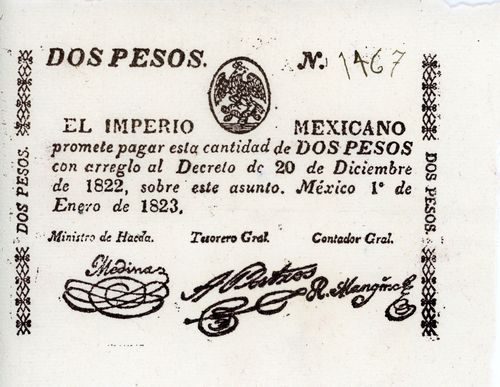 DOS PESOS. N. 1467
EL IMPERIO MEXICANO
promete pagar esta cantidad de DOS PESOS
con arreglo al Decreto de 20 de Diciembre
de 1822, sobre este asunto. México 1º de
Enero de 1823.
Ministro de Hacda. Tesorero Gral. Contador Gral.
Medina
R. Mangino
DOS PESOS.
DOS PESOS.